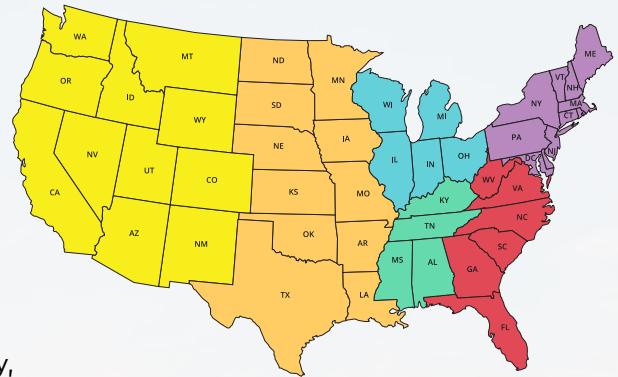 WA
OR
ID
MT
WY
NV
UT
CO
CA
AZ
NM
ND
SD
NE
KS
OK
TX
MN
IA
MO
AR
LA
WI
MI
IL
IN
OH
KY
TN
MS
AL
WV
VA
NC
SC
GA
FL
ME
VT
NH
MA
CT
NY
PA
NJ
DC
y,